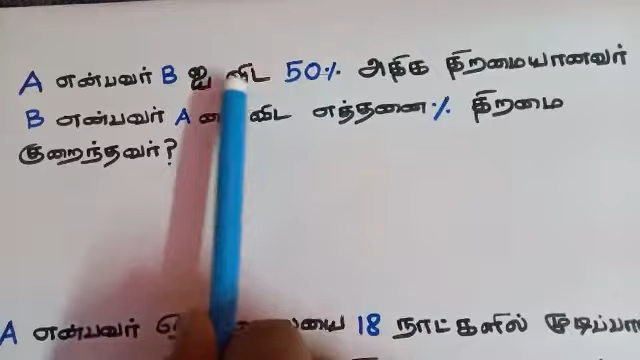 A என்பவர் B ஐ விட 50% அதிக திறமையானவர்
B என்பவர் A ஐ விட எத்தனை % திறமை
குறைந்தவர்?
A என்பவர் 18 நாட்களில்